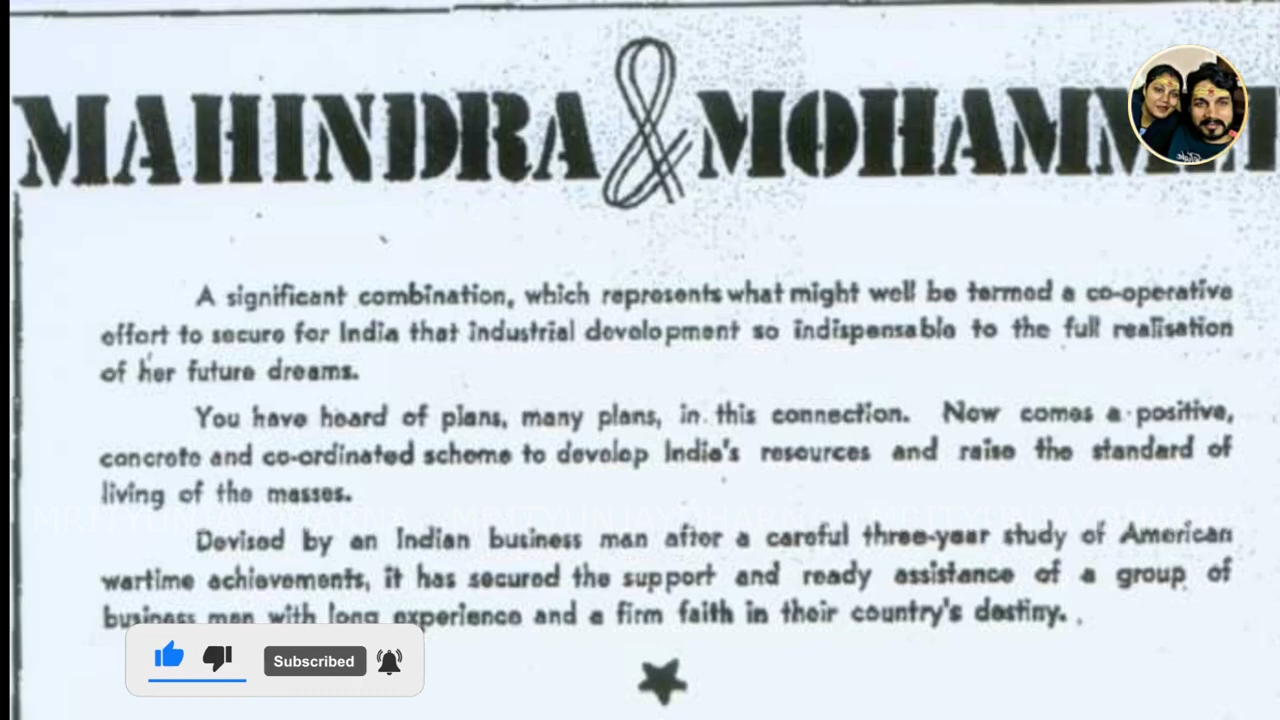 MAHINDRA & MOHAMM
A significant combination, which represents what might well be termed a co-operative
effort to secure for India that industrial development so indispensable to the full realisation
of her future dreams.
You have heard of plans, many plans, in this connection. Now comes a positive,
concrete and co-ordinated scheme to develop India's resources and raise the standard of
living of the masses.
Devised by an Indian business man after a careful three-year study of American
wartime achievements, it has secured the support and ready assistance of a group of
business men with long experience and a firm faith in their country's destiny.
Subscribed